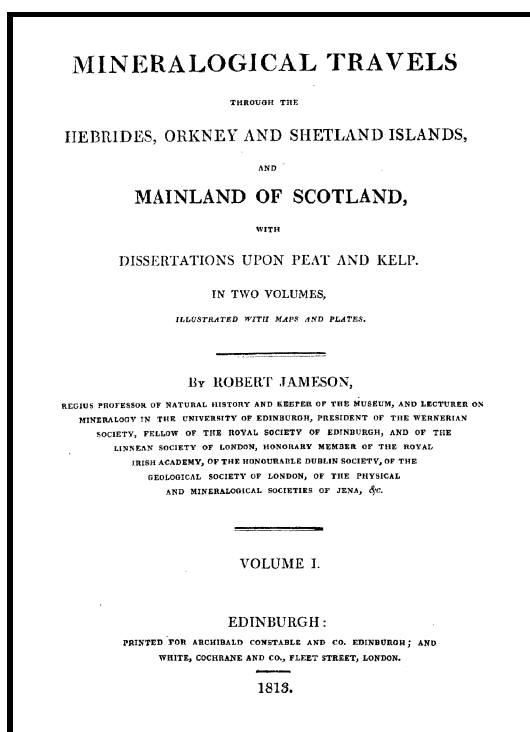 MINERALOGICAL TRAVELS
THROUGH THE
HEBRIDES, ORKNEY AND SHETLAND ISLANDS,
AND
MAINLAND OF SCOTLAND,
WITH
DISSERTATIONS UPON PEAT AND KELP.
IN TWO VOLUMES,
ILLUSTRATED WITH MAPS AND PLATES.
BY ROBERT JAMESON,
REGIUS PROFESSOR OF NATURAL HISTORY AND KEEPER OF THE MUSEUM, AND LECTURER ON
MINERALOGY IN THE UNIVERSITY OF EDINBURGH, PRESIDENT OF THE WERNERIAN
SOCIETY, FELLOW OF THE ROYAL SOCIETY OF EDINBURGH, AND OF THE
LINNEAN SOCIETY OF LONDON, HONORARY MEMBER OF THE ROYAL
IRISH ACADEMY, OF THE HONOURABLE DUBLIN SOCIETY, OF THE
GEOLOGICAL SOCIETY OF LONDON, OF THE PHYSICAL
AND MINERALOGICAL SOCIETIES OF JENA, &c.
VOLUME I.
EDINBURGH:
PRINTED FOR ARCHIBALD CONSTABLE AND CO. EDINBURGH; AND
WHITE, COCHRANE AND CO., FLEET STREET, LONDON.
1813.